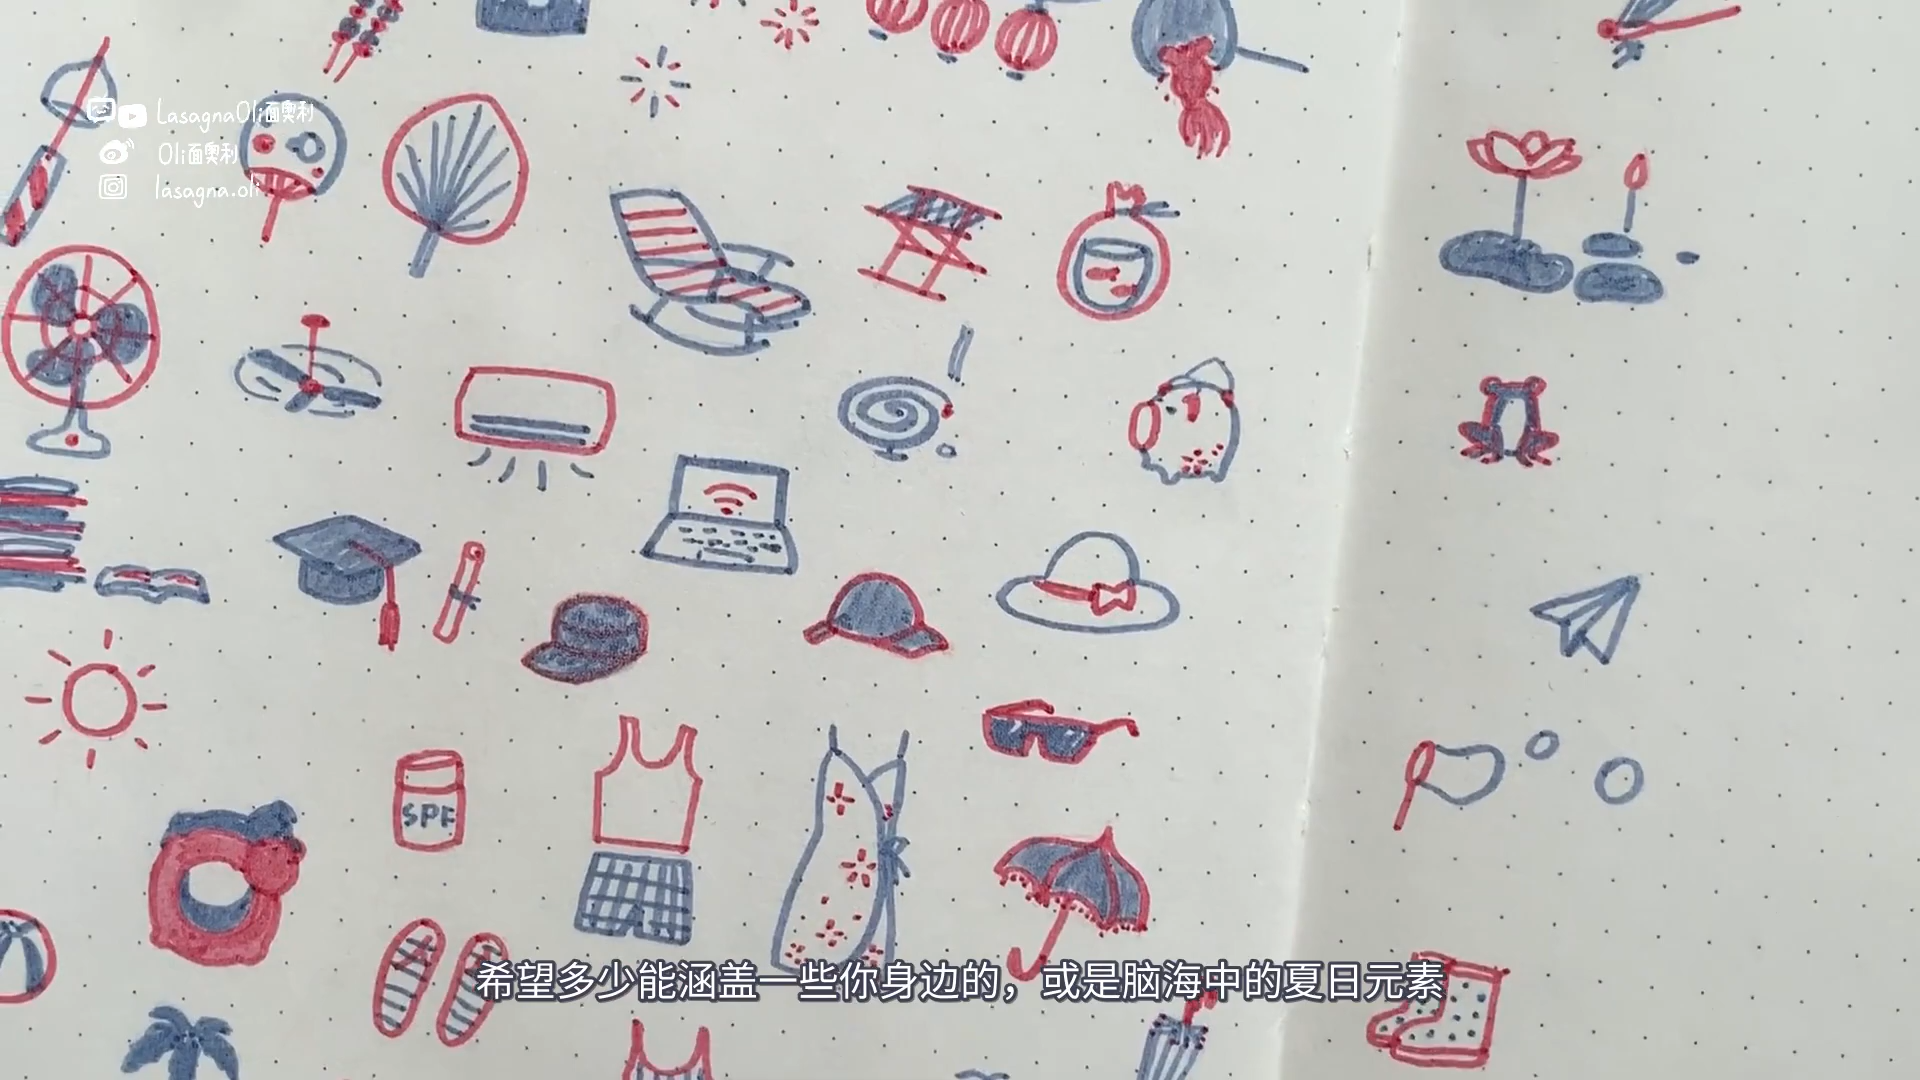 LasagnaOli面奥利
Oli面奥利
lasagna.oli
SPF
希望多少能涵盖一些你身边的，或是脑海中的夏日元素